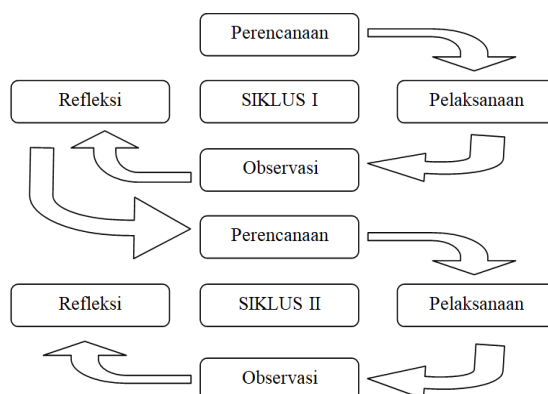 Perencanaan
Refleksi
SIKLUS I
Pelaksanaan
Observasi
Perencanaan
Refleksi
SIKLUS II
Pelaksanaan
Observasi